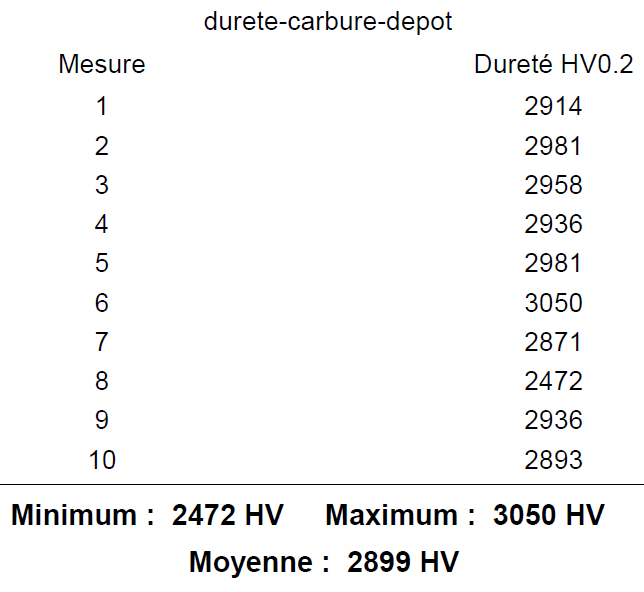 durete-carbure-depot
Mesure Dureté HV0.2
1 2914
2 2981
3 2958
4 2936
5 2981
6 3050
7 2871
8 2472
9 2936
10 2893
Minimum : 2472 HV Maximum : 3050 HV
Moyenne : 2899 HV